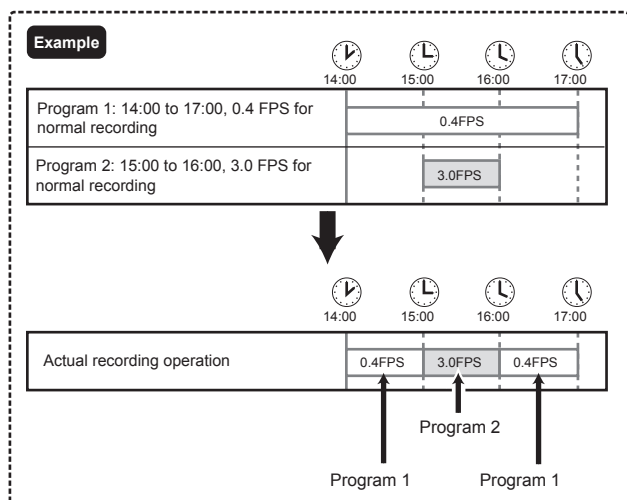 Example
14:00 15:00 16:00 17:00
Program 1: 14:00 to 17:00, 0.4 FPS for
normal recording
0.4FPS
Program 2: 15:00 to 16:00, 3.0 FPS for
normal recording
3.0FPS
14:00 15:00 16:00 17:00
Actual recording operation
0.4FPS 3.0FPS 0.4FPS
Program 2
Program 1 Program 1